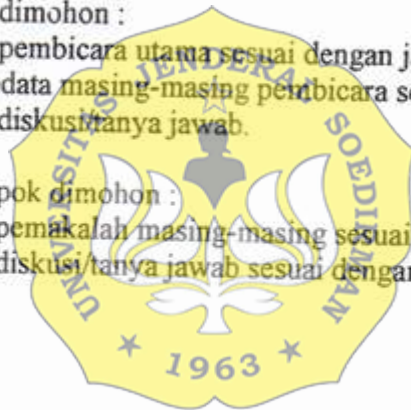 dimohon :
pembicara utama sesuai dengan
data masing-masing pembicara
diskusi/tanya jawab.
pok dimohon :
pemakalah masing-masing sesuai
diskusi/tanya jawab sesuai dengan
UNIVERSITAS JENDERAL SOEDIRMAN
★ 1963 ★